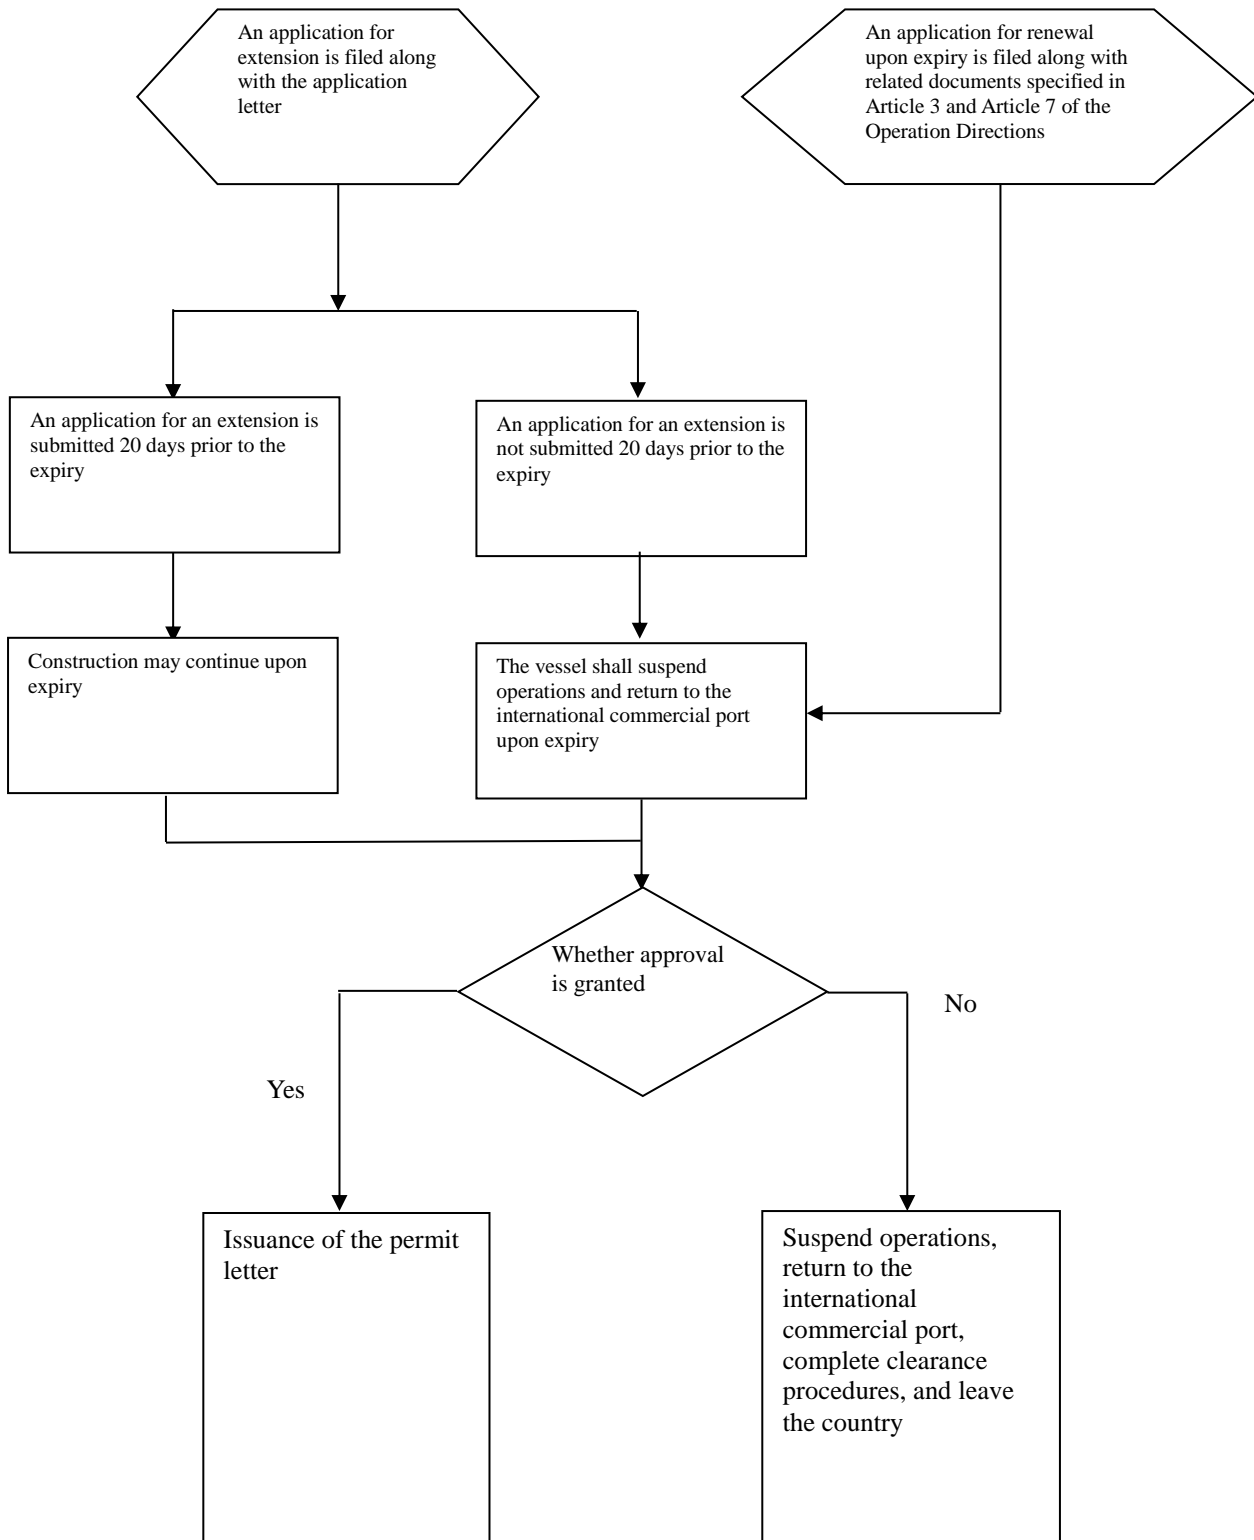 An application for
extension is filed along
with the application
letter
An application for renewal
upon expiry is filed along with
related documents specified in
Article 3 and Article 7 of the
Operation Directions
An application for an extension is
submitted 20 days prior to the
expiry
An application for an extension is
not submitted 20 days prior to the
expiry
Construction may continue upon
expiry
The vessel shall suspend
operations and return to the
international commercial port
upon expiry
Whether approval
is granted
No
Yes
Issuance of the permit
letter
Suspend operations,
return to the
international
commercial port,
complete clearance
procedures, and leave
the country